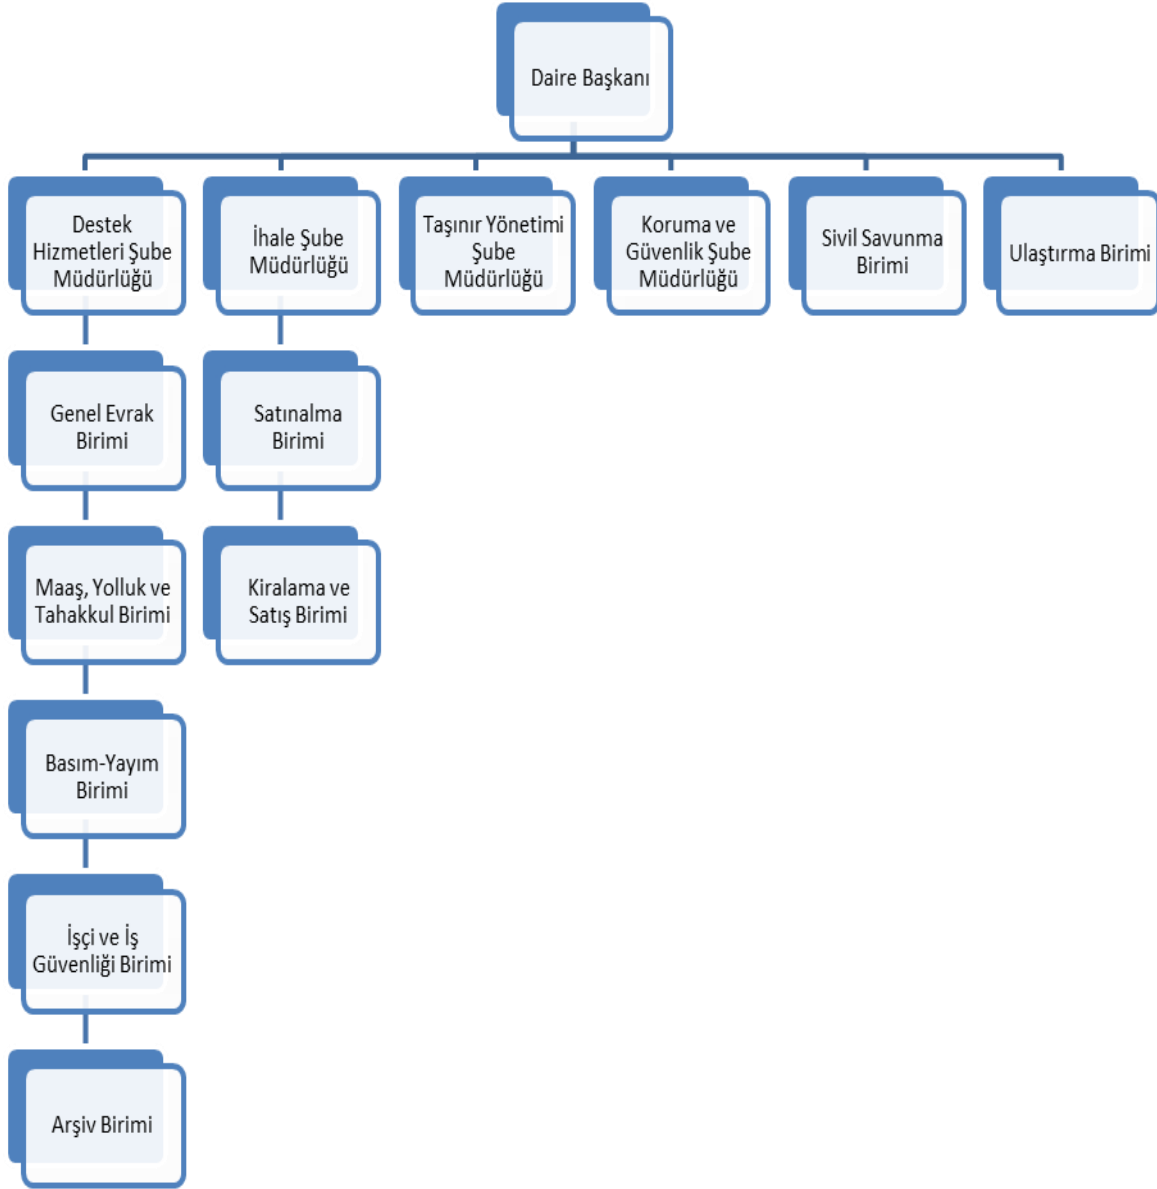 Daire Başkanı
Destek
Hizmetleri Şube
Müdürlüğü
İhale Şube
Müdürlüğü
Taşınır Yönetimi
Şube
Müdürlüğü
Koruma ve
Güvenlik Şube
Müdürlüğü
Sivil Savunma
Birimi
Ulaştırma Birimi
Genel Evrak
Birimi
Satınalma
Birimi
Maaş, Yolluk ve
Tahakkul Birimi
Kiralama ve
Satış Birimi
Basım-Yayım
Birimi
İşçi ve İş
Güvenliği Birimi
Arşiv Birimi